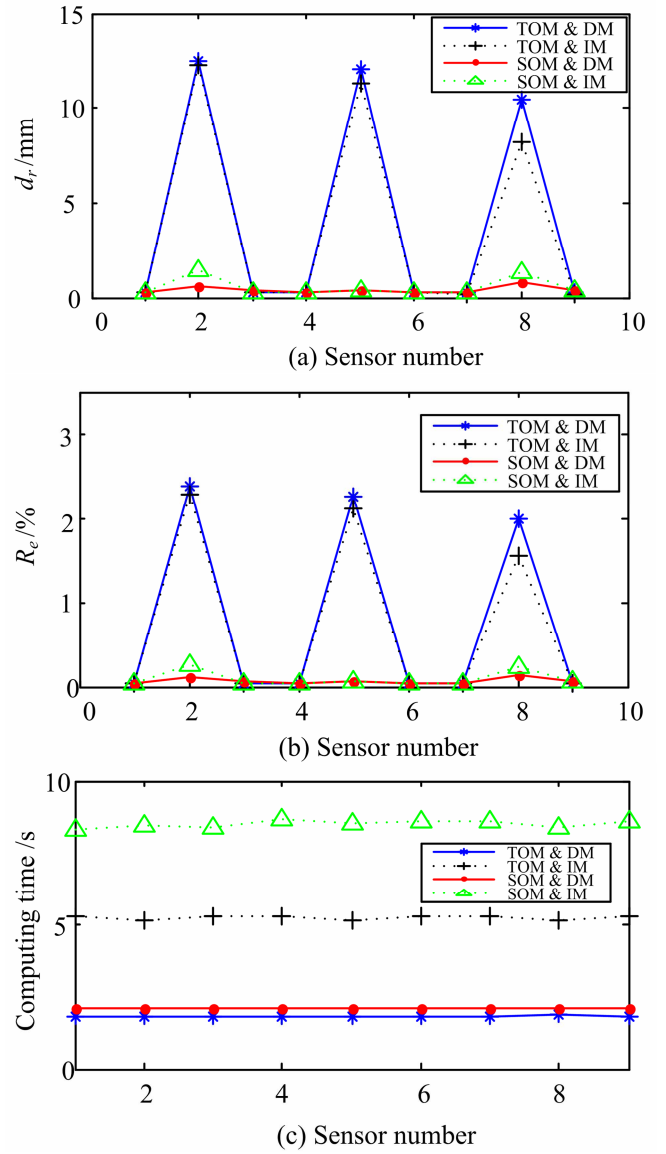 15
10
5
0
d_r/mm
TOM & DM
TOM & IM
SOM & DM
SOM & IM
0 2 4 6 8 10
(a) Sensor number
3
2
1
0
R_e/%
TOM & DM
TOM & IM
SOM & DM
SOM & IM
0 2 4 6 8 10
(b) Sensor number
10
5
0
Computing time /s
TOM & DM
TOM & IM
SOM & DM
SOM & IM
2 4 6 8
(c) Sensor number